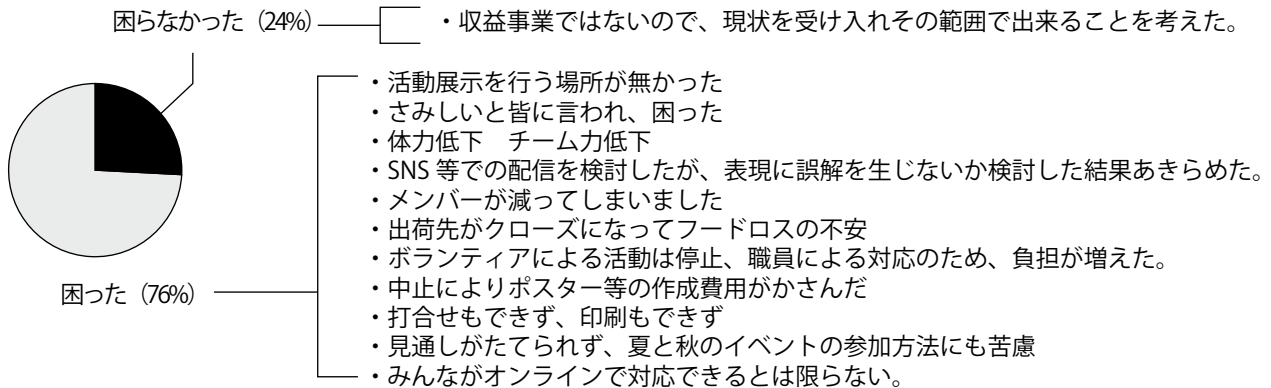 困らなかった（24%）
・収益事業ではないので、現状を受け入れその範囲で出来ることを考えた。
・活動展示を行う場所が無かった
・さみしいと皆に言われ、困った
・体力低下　チーム力低下
・SNS 等での配信を検討したが、表現に誤解を生じないか検討した結果あきらめた。
・メンバーが減ってしまいました
・出荷先がクローズになってフードロスの不安
・ボランティアによる活動は停止、職員による対応のため、負担が増えた。
困った（76%）
・中止によりポスター等の作成費用がかさんだ
・打合せもできず、印刷もできず
・見通しがたてられず、夏と秋のイベントの参加方法にも苦慮
・みんながオンラインで対応できるとは限らない。